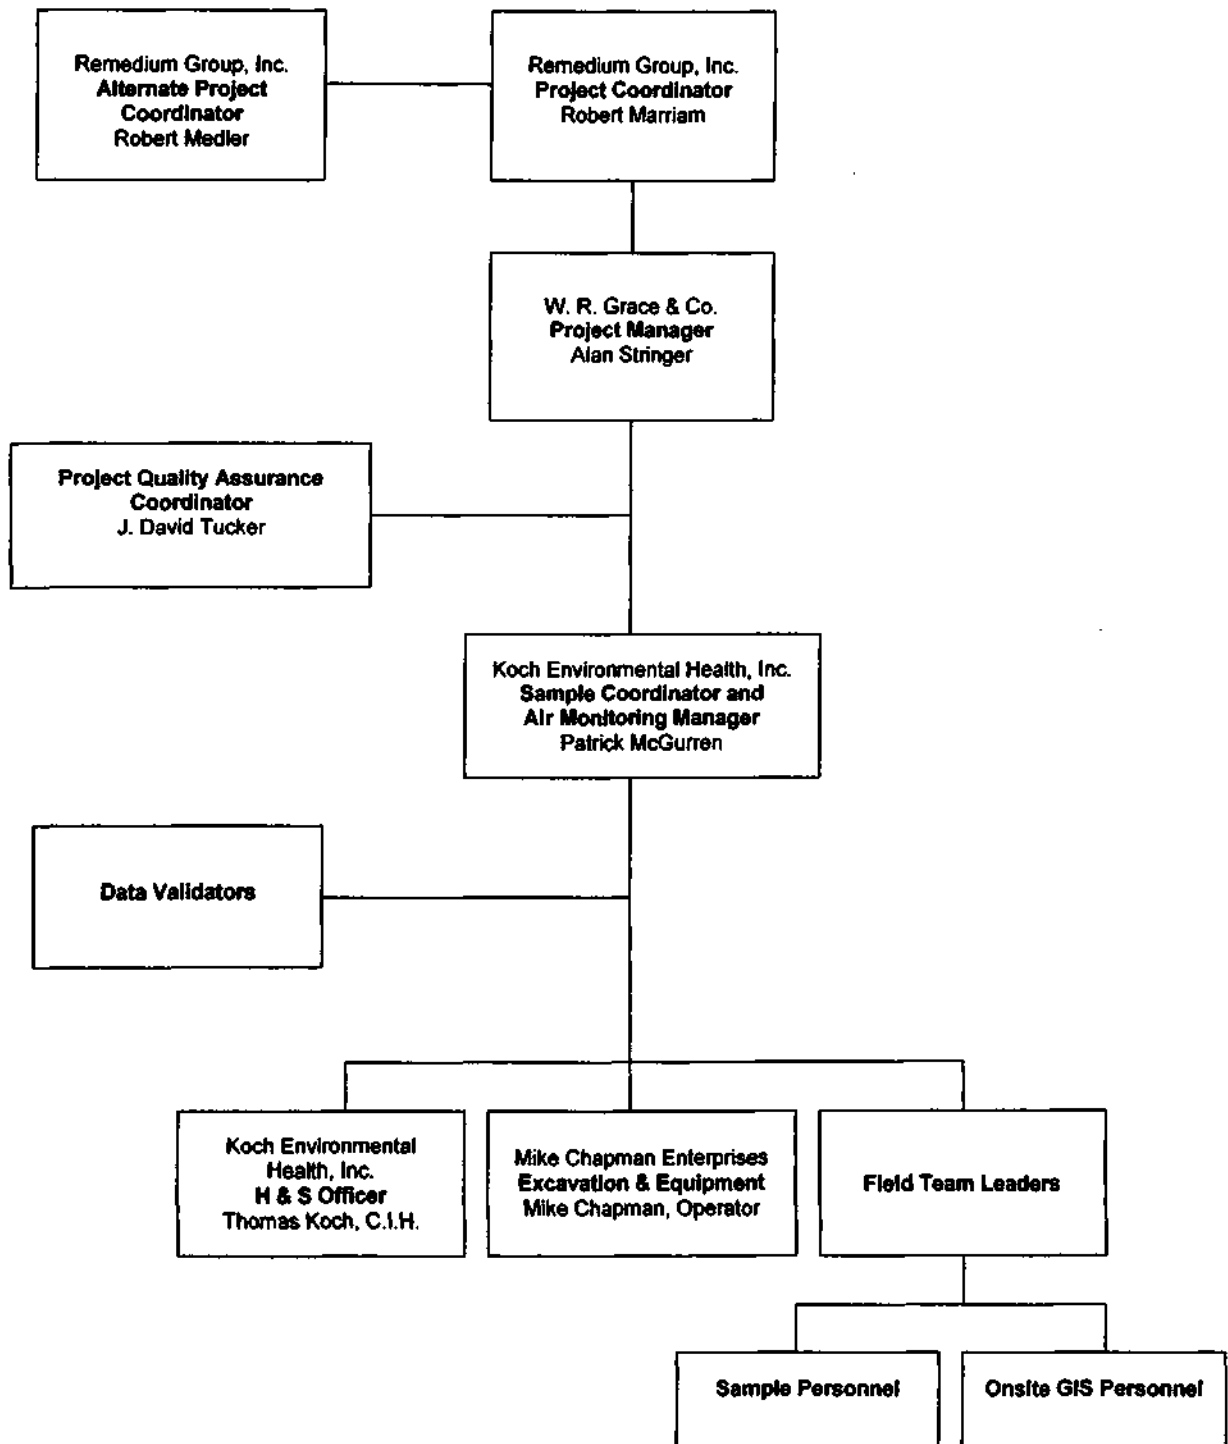 Remedium Group, Inc.
Alternate Project
Coordinator
Robert Medler
Remedium Group, Inc.
Project Coordinator
Robert Marriam
W. R. Grace & Co.
Project Manager
Alan Stringer
Project Quality Assurance
Coordinator
J. David Tucker
Koch Environmental Health, Inc.
Sample Coordinator and
Air Monitoring Manager
Patrick McGurren
Data Validators
Koch Environmental
Health, Inc.
H & S Officer
Thomas Koch, C.I.H.
Mike Chapman Enterprises
Excavation & Equipment
Mike Chapman, Operator
Field Team Leaders
Sample Personnel
Onsite GIS Personnel